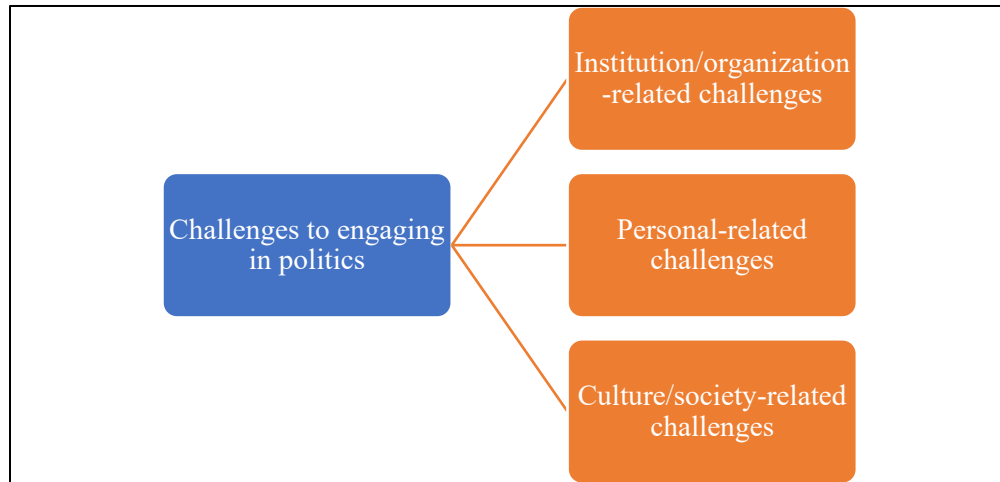 Challenges to engaging
in politics
Institution/organization
-related challenges
Personal-related
challenges
Culture/society-related
challenges